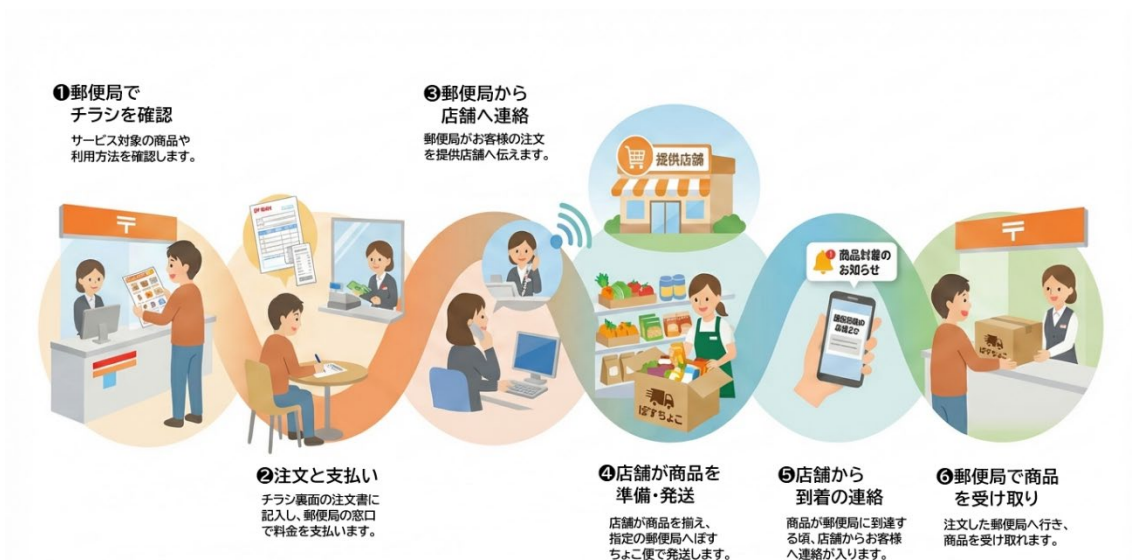 ❶郵便局で
チラシを確認
サービス対象の商品や
利用方法を確認します。
❷注文と支払い
チラシ裏面の注文書に
記入し、郵便局の窓口
で料金を支払います。
❸郵便局から
店舗へ連絡
郵便局がお客様の注文
を提供店舗へ伝えます。
提供店舗
ぽすちょこ
❹店舗が商品を
準備・発送
店舗が商品を揃え、
指定の郵便局へぽす
ちょこ便で発送します。
商品到着の
お知らせ
❺店舗から
到着の連絡
商品が郵便局に到達す
る頃、店舗からお客様
へ連絡が入ります。
ぽすちょこ
❻郵便局で商品
を受け取り
注文した郵便局へ行き、
商品を受け取れます。